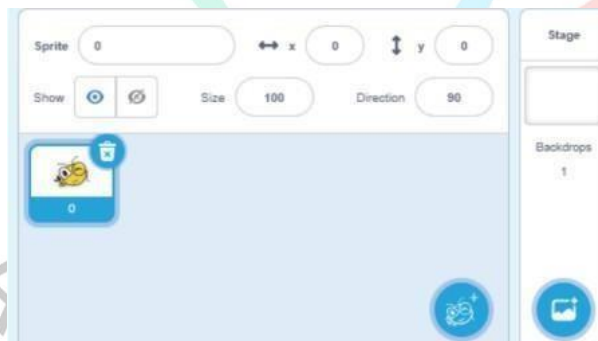 Sprite 0 x 0 y 0
Show Size 100 Direction 90
0
Stage
Backdrops
1